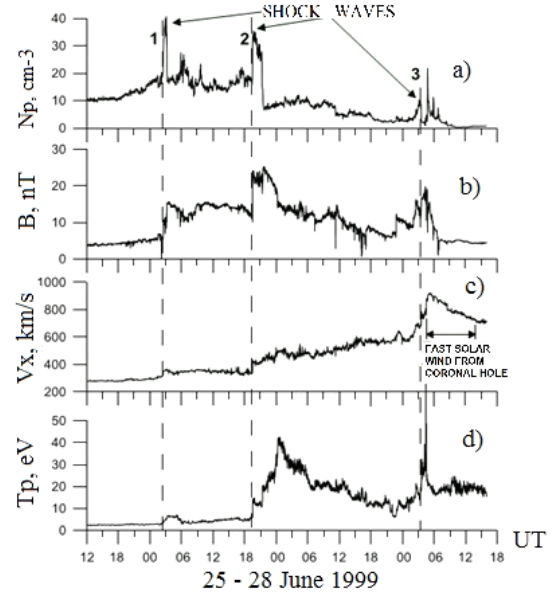 SHOCK WAVES
40
30
20
10
0
Np, cm-3
1
2
3
a)
30
20
10
0
B, nT
b)
1000
800
600
400
200
Vx, km/s
c)
FAST SOLAR
WIND FROM
CORONAL HOLE
50
40
30
20
10
0
Tp, eV
d)
12 18 00 06 12 18 00 06 12 18 00 06 12 18
UT
25 - 28 June 1999